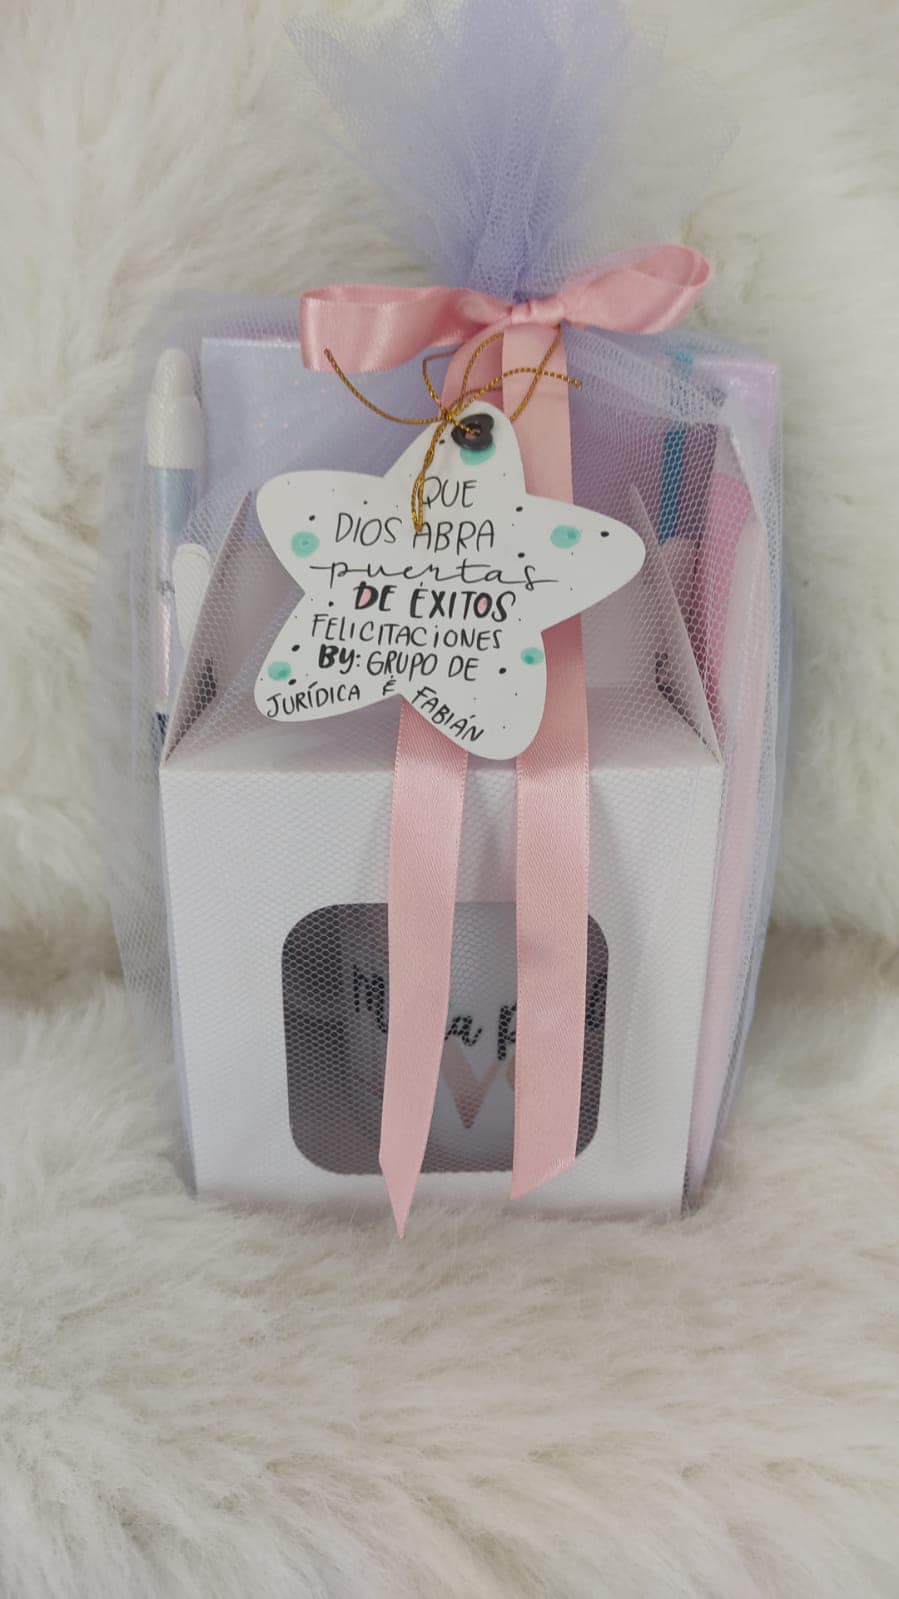 QUE
DIOS ABRA
puertas
DE ÉXITOS
FELICITACIONES
BY: GRUPO DE
JURÍDICA & FABIÁN